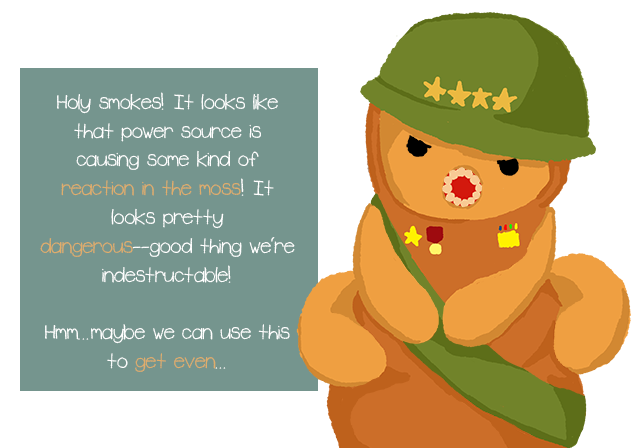 Holy smokes! It looks like
that power source is
causing some kind of
reaction in the moss! It
looks pretty
dangerous--good thing we're
indestructable!
Hmm...maybe we can use this
to get even...